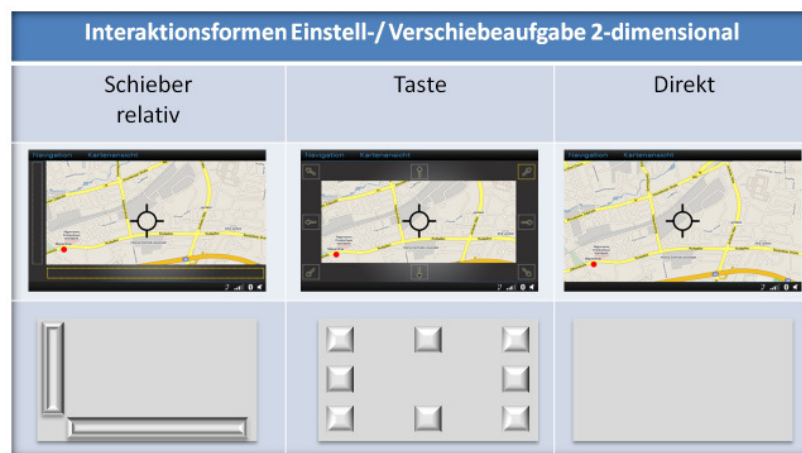 Interaktionsformen Einstell-/ Verschiebeaufgabe 2-dimensional
Schieber
relativ
Taste
Direkt
Navigation Kartenansicht
Navigation Kartenansicht
Navigation Kartenansicht